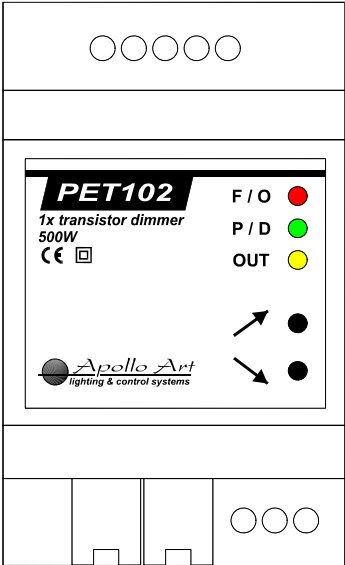 PET102
1x transistor dimmer
500W
CE
F / O
P / D
OUT
Apollo Art
lighting & control systems